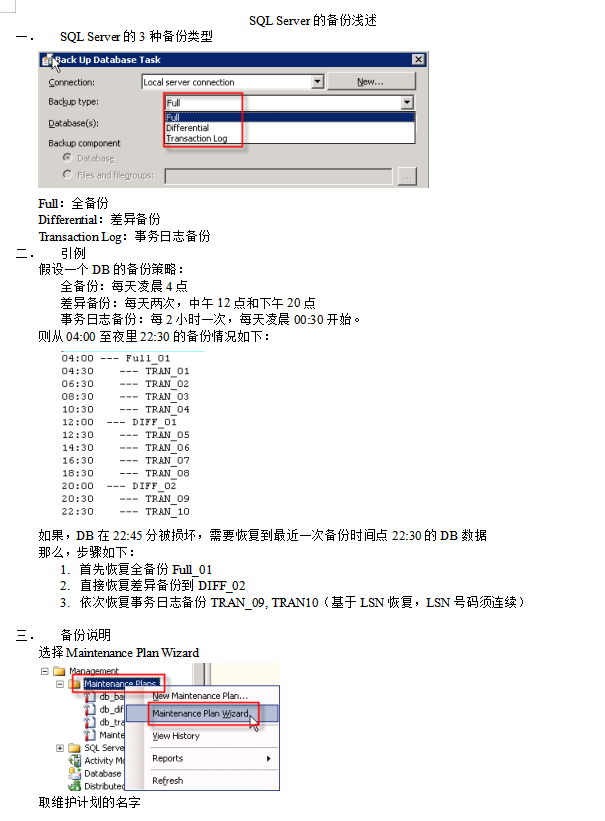 SQL Server 的备份浅述
一. SQL Server 的 3 种备份类型
Back Up Database Task
Connection: Local server connection New...
Backup type: Full
Full
Database(s): Differential
Transaction Log
Backup component
Database
Files and filegroups: ...
Full：全备份
Differential：差异备份
Transaction Log：事务日志备份
二. 引例
假设一个 DB 的备份策略：
全备份：每天凌晨 4 点
差异备份：每天两次，中午 12 点和下午 20 点
事务日志备份：每 2 小时一次，每天凌晨 00:30 开始。
则从 04:00 至夜里 22:30 的备份情况如下：
04:00 --- Full_01
04:30 --- TRAN_01
06:30 --- TRAN_02
08:30 --- TRAN_03
10:30 --- TRAN_04
12:00 --- DIFF_01
12:30 --- TRAN_05
14:30 --- TRAN_06
16:30 --- TRAN_07
18:30 --- TRAN_08
20:00 --- DIFF_02
20:30 --- TRAN_09
22:30 --- TRAN_10
如果，DB 在 22:45 分被损坏，需要恢复到最近一次备份时间点 22:30 的 DB 数据
那么，步骤如下：
1. 首先恢复全备份 Full_01
2. 直接恢复差异备份到 DIFF_02
3. 依次恢复事务日志备份 TRAN_09, TRAN10（基于 LSN 恢复，LSN 号码须连续）
三. 备份说明
选择 Maintenance Plan Wizard
Management
Maintenance Plans
db_ba New Maintenance Plan...
db_dif Maintenance Plan Wizard
db_tra
Mainte View History
SQL Serve
Activity Mo Reports
Database
Distributed Refresh
取维护计划的名字